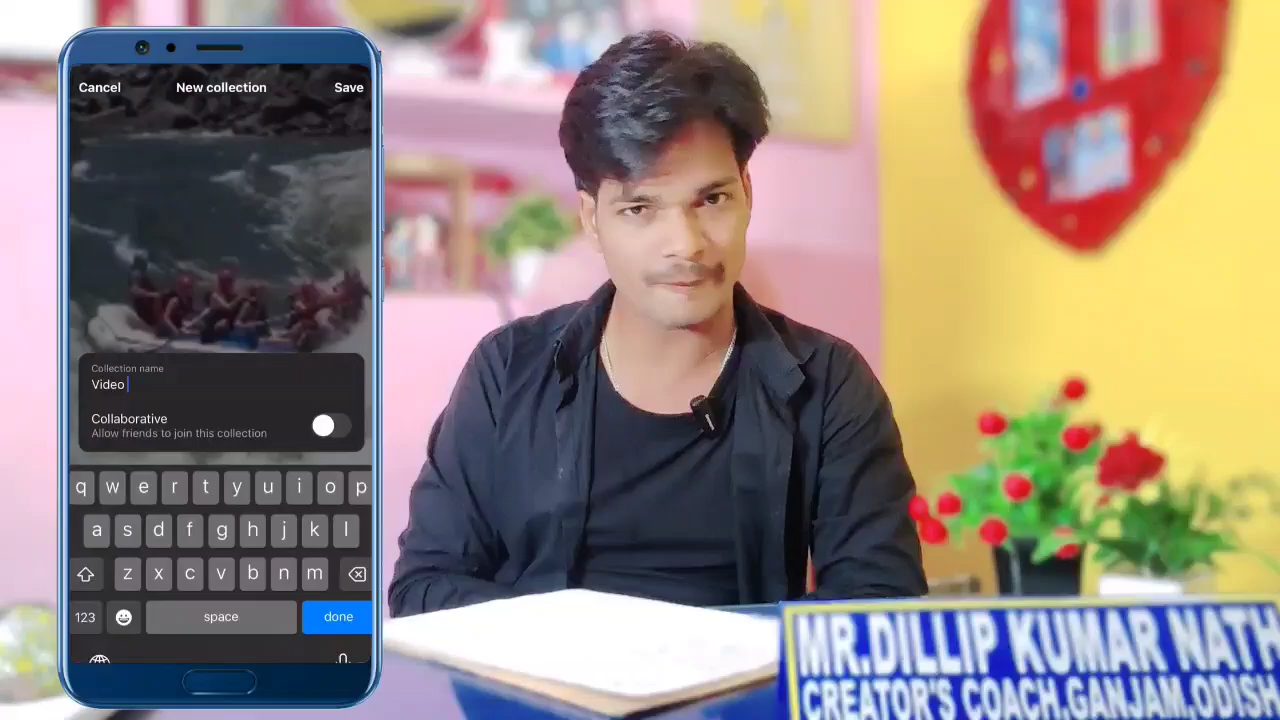 Cancel New collection Save
Collection name
Video
Collaborative
Allow friends to join this collection
q w e r t y u i o p
a s d f g h j k l
z x c v b n m
123 space done
MR.DILLIP KUMAR NATH
CREATOR'S COACH.GANJAM.ODIS